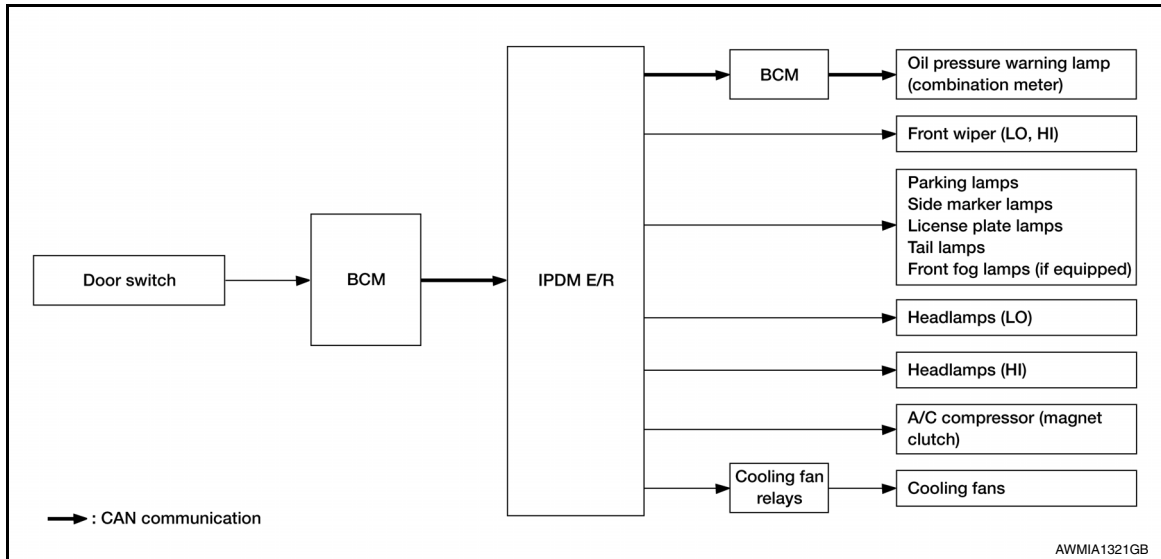 Door switch
BCM
IPDM E/R
BCM
Oil pressure warning lamp
(combination meter)
Front wiper (LO, HI)
Parking lamps
Side marker lamps
License plate lamps
Tail lamps
Front fog lamps (if equipped)
Headlamps (LO)
Headlamps (HI)
A/C compressor (magnet
clutch)
Cooling fan
relays
Cooling fans
: CAN communication
AWMIA1321GB